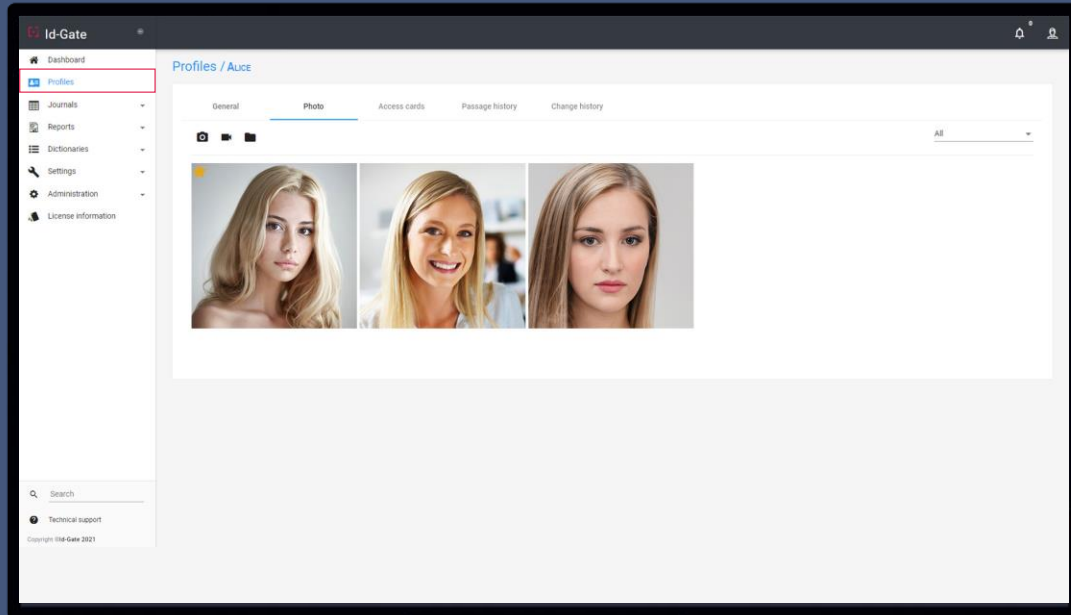 Id-Gate
0
Dashboard
Profiles
Journals
Reports
Dictionaries
Settings
Administration
License information
Profiles / ALICE
General Photo Access cards Passage history Change history
All
Search
Technical support
Copyright ©Id-Gate 2021